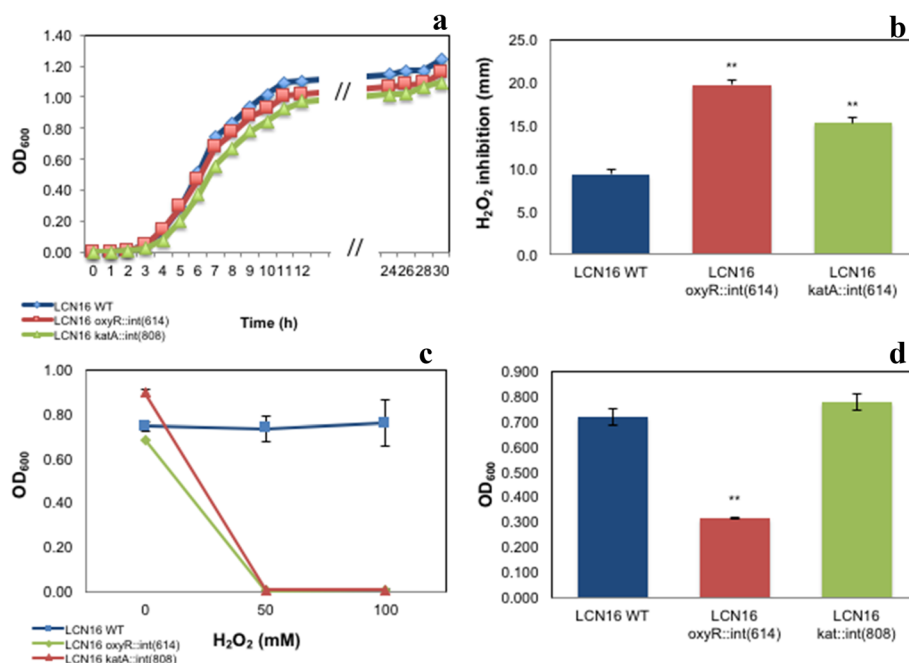 a
1.40
1.20
1.00
0.80
0.60
0.40
0.20
0.00
OD600
//
//
0 1 2 3 4 5 6 7 8 9 10 11 12 24 26 28 30
Time (h)
LCN16 WT
LCN16 oxyR::int(614)
LCN16 katA::int(808)
b
25.0
20.0
15.0
10.0
5.0
0.0
H2O2 inhibition (mm)
**
**
LCN16 WT
LCN16
oxyR::int(614)
LCN16
katA::int(614)
c
1.00
0.80
0.60
0.40
0.20
0.00
OD600
0 50 100
H2O2 (mM)
LCN16 WT
LCN16 oxyR::int(614)
LCN16 katA::int(808)
d
0.900
0.800
0.700
0.600
0.500
0.400
0.300
0.200
0.100
0.000
OD600
**
LCN16 WT
LCN16
oxyR::int(614)
LCN16
kat::int(808)